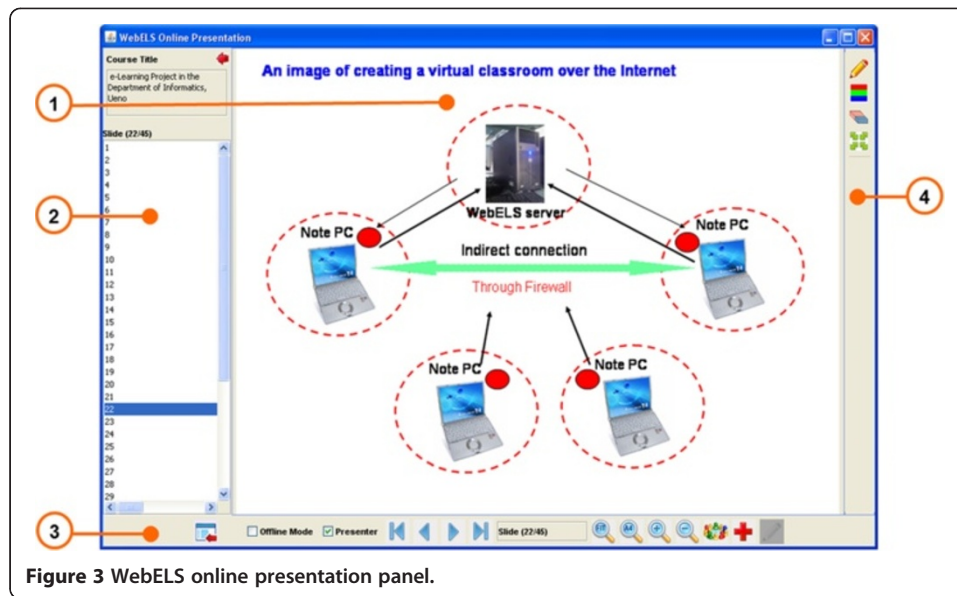 WebELS Online Presentation
Course Title
e-Learning Project in the
Department of Informatics,
Ueno
Slide (22/45)
1
2
3
4
5
6
7
8
9
10
11
12
13
14
15
16
17
18
19
20
21
22
23
24
25
26
27
28
29
An image of creating a virtual classroom over the Internet
WebELS server
Note PC
Note PC
Indirect connection
Through Firewall
Note PC
Note PC
Offline Mode
Presenter
Slide (22/45)
1
2
3
4
Figure 3 WebELS online presentation panel.